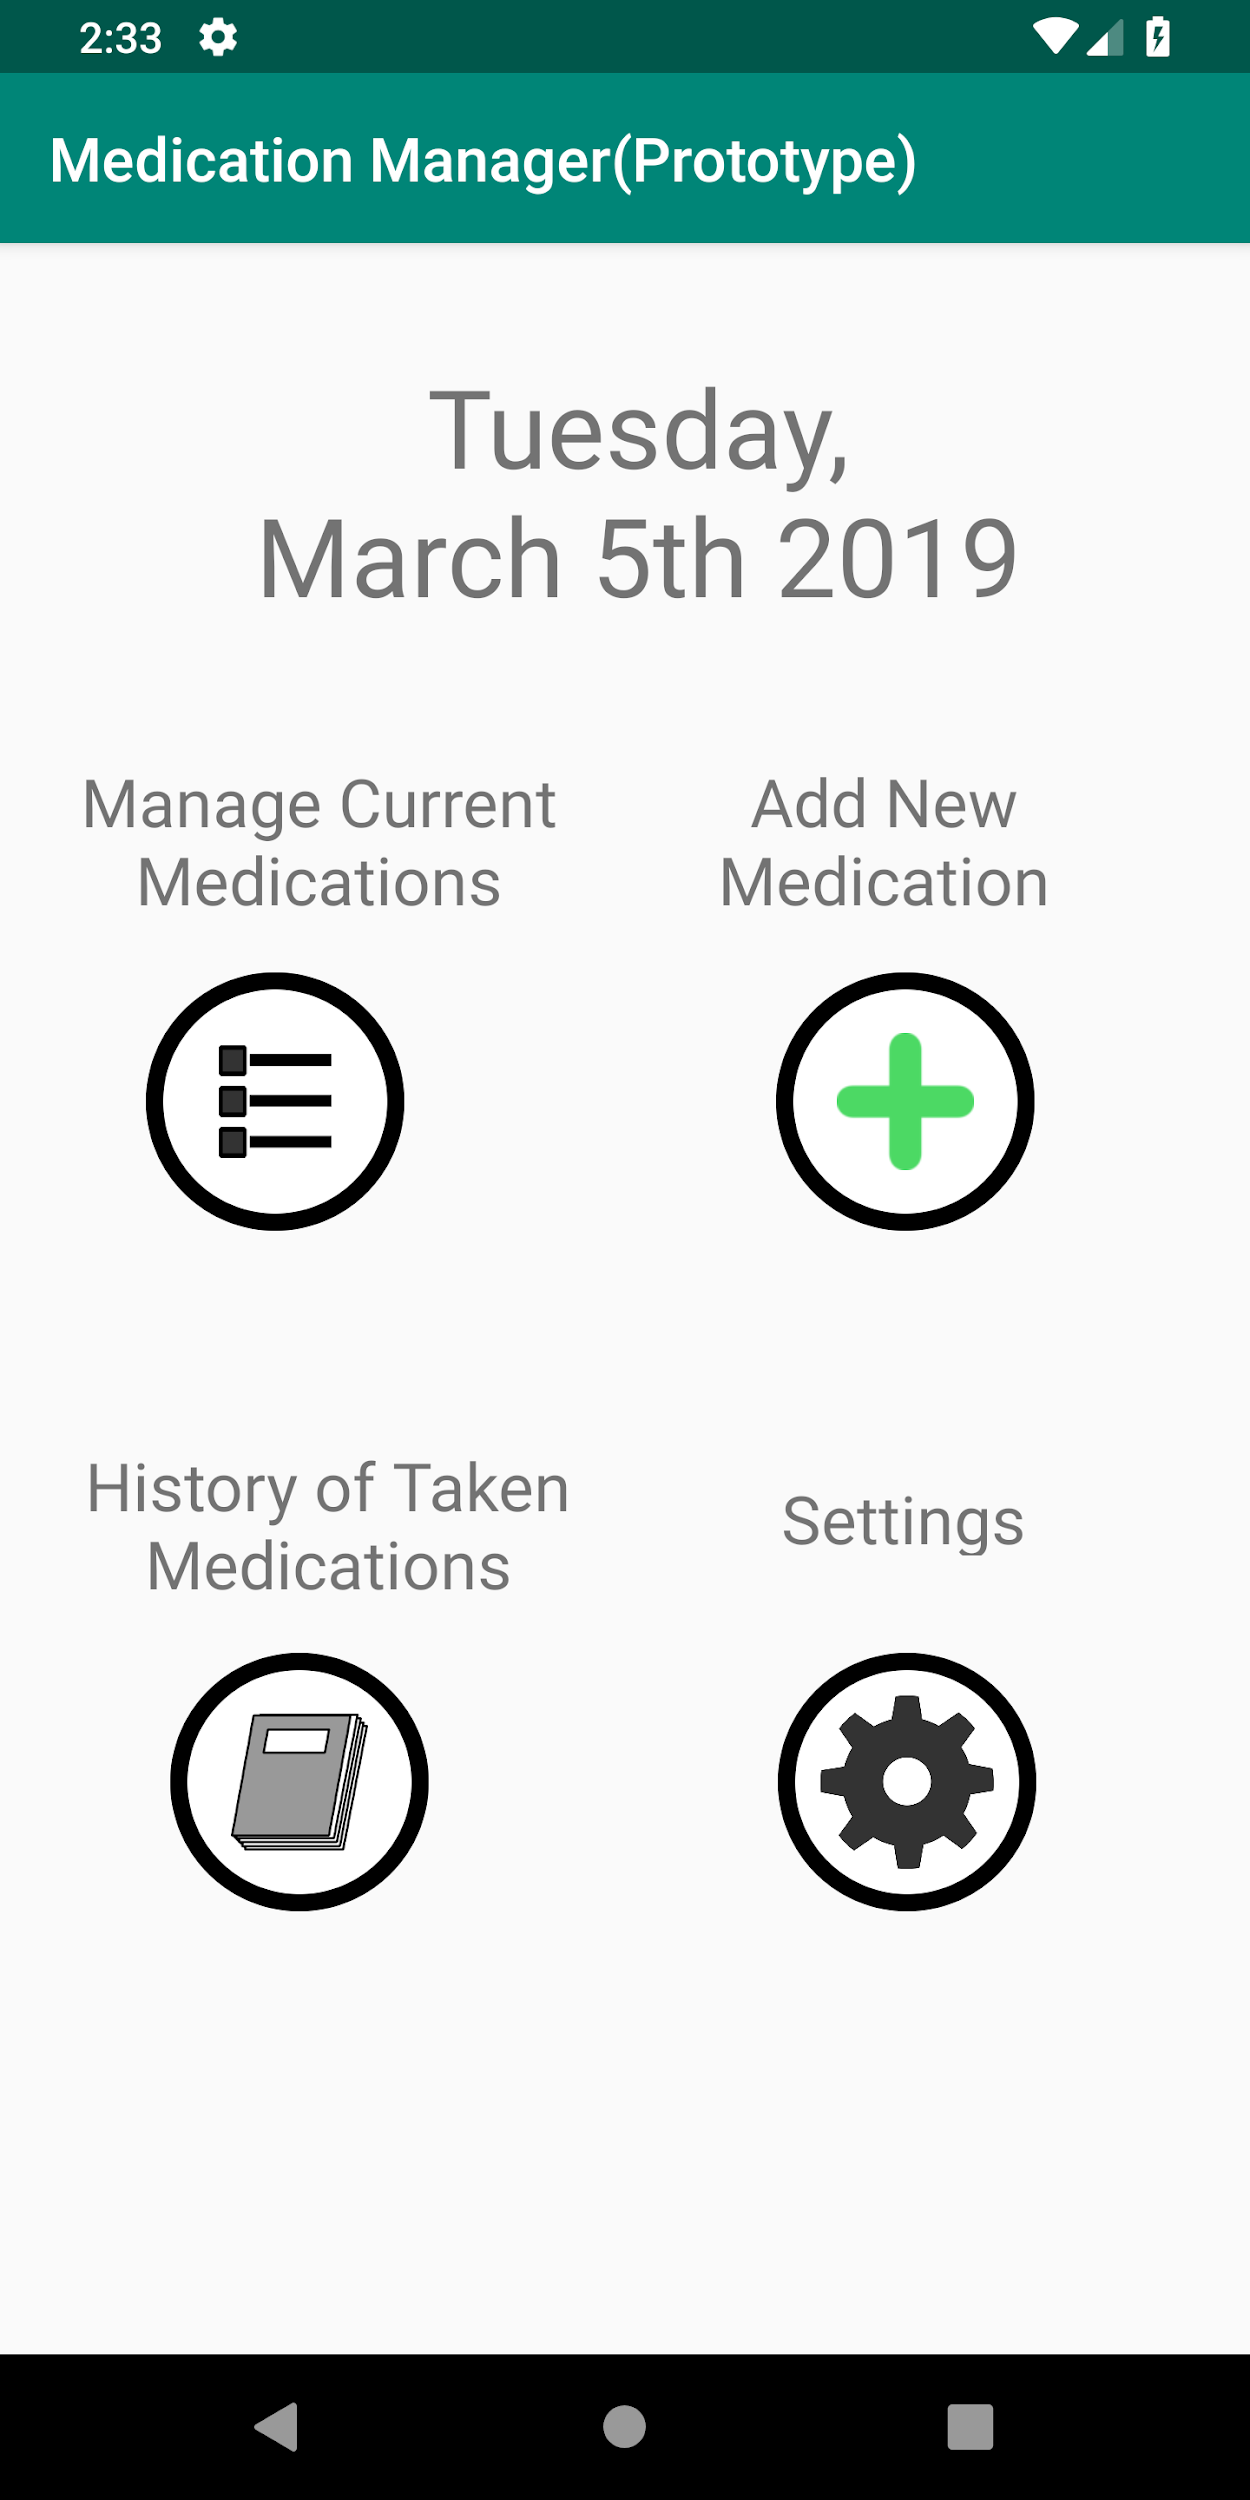 2:33
Medication Manager(Prototype)
Tuesday,
March 5th 2019
Manage Current
Medications
Add New
Medication
History of Taken
Medications
Settings